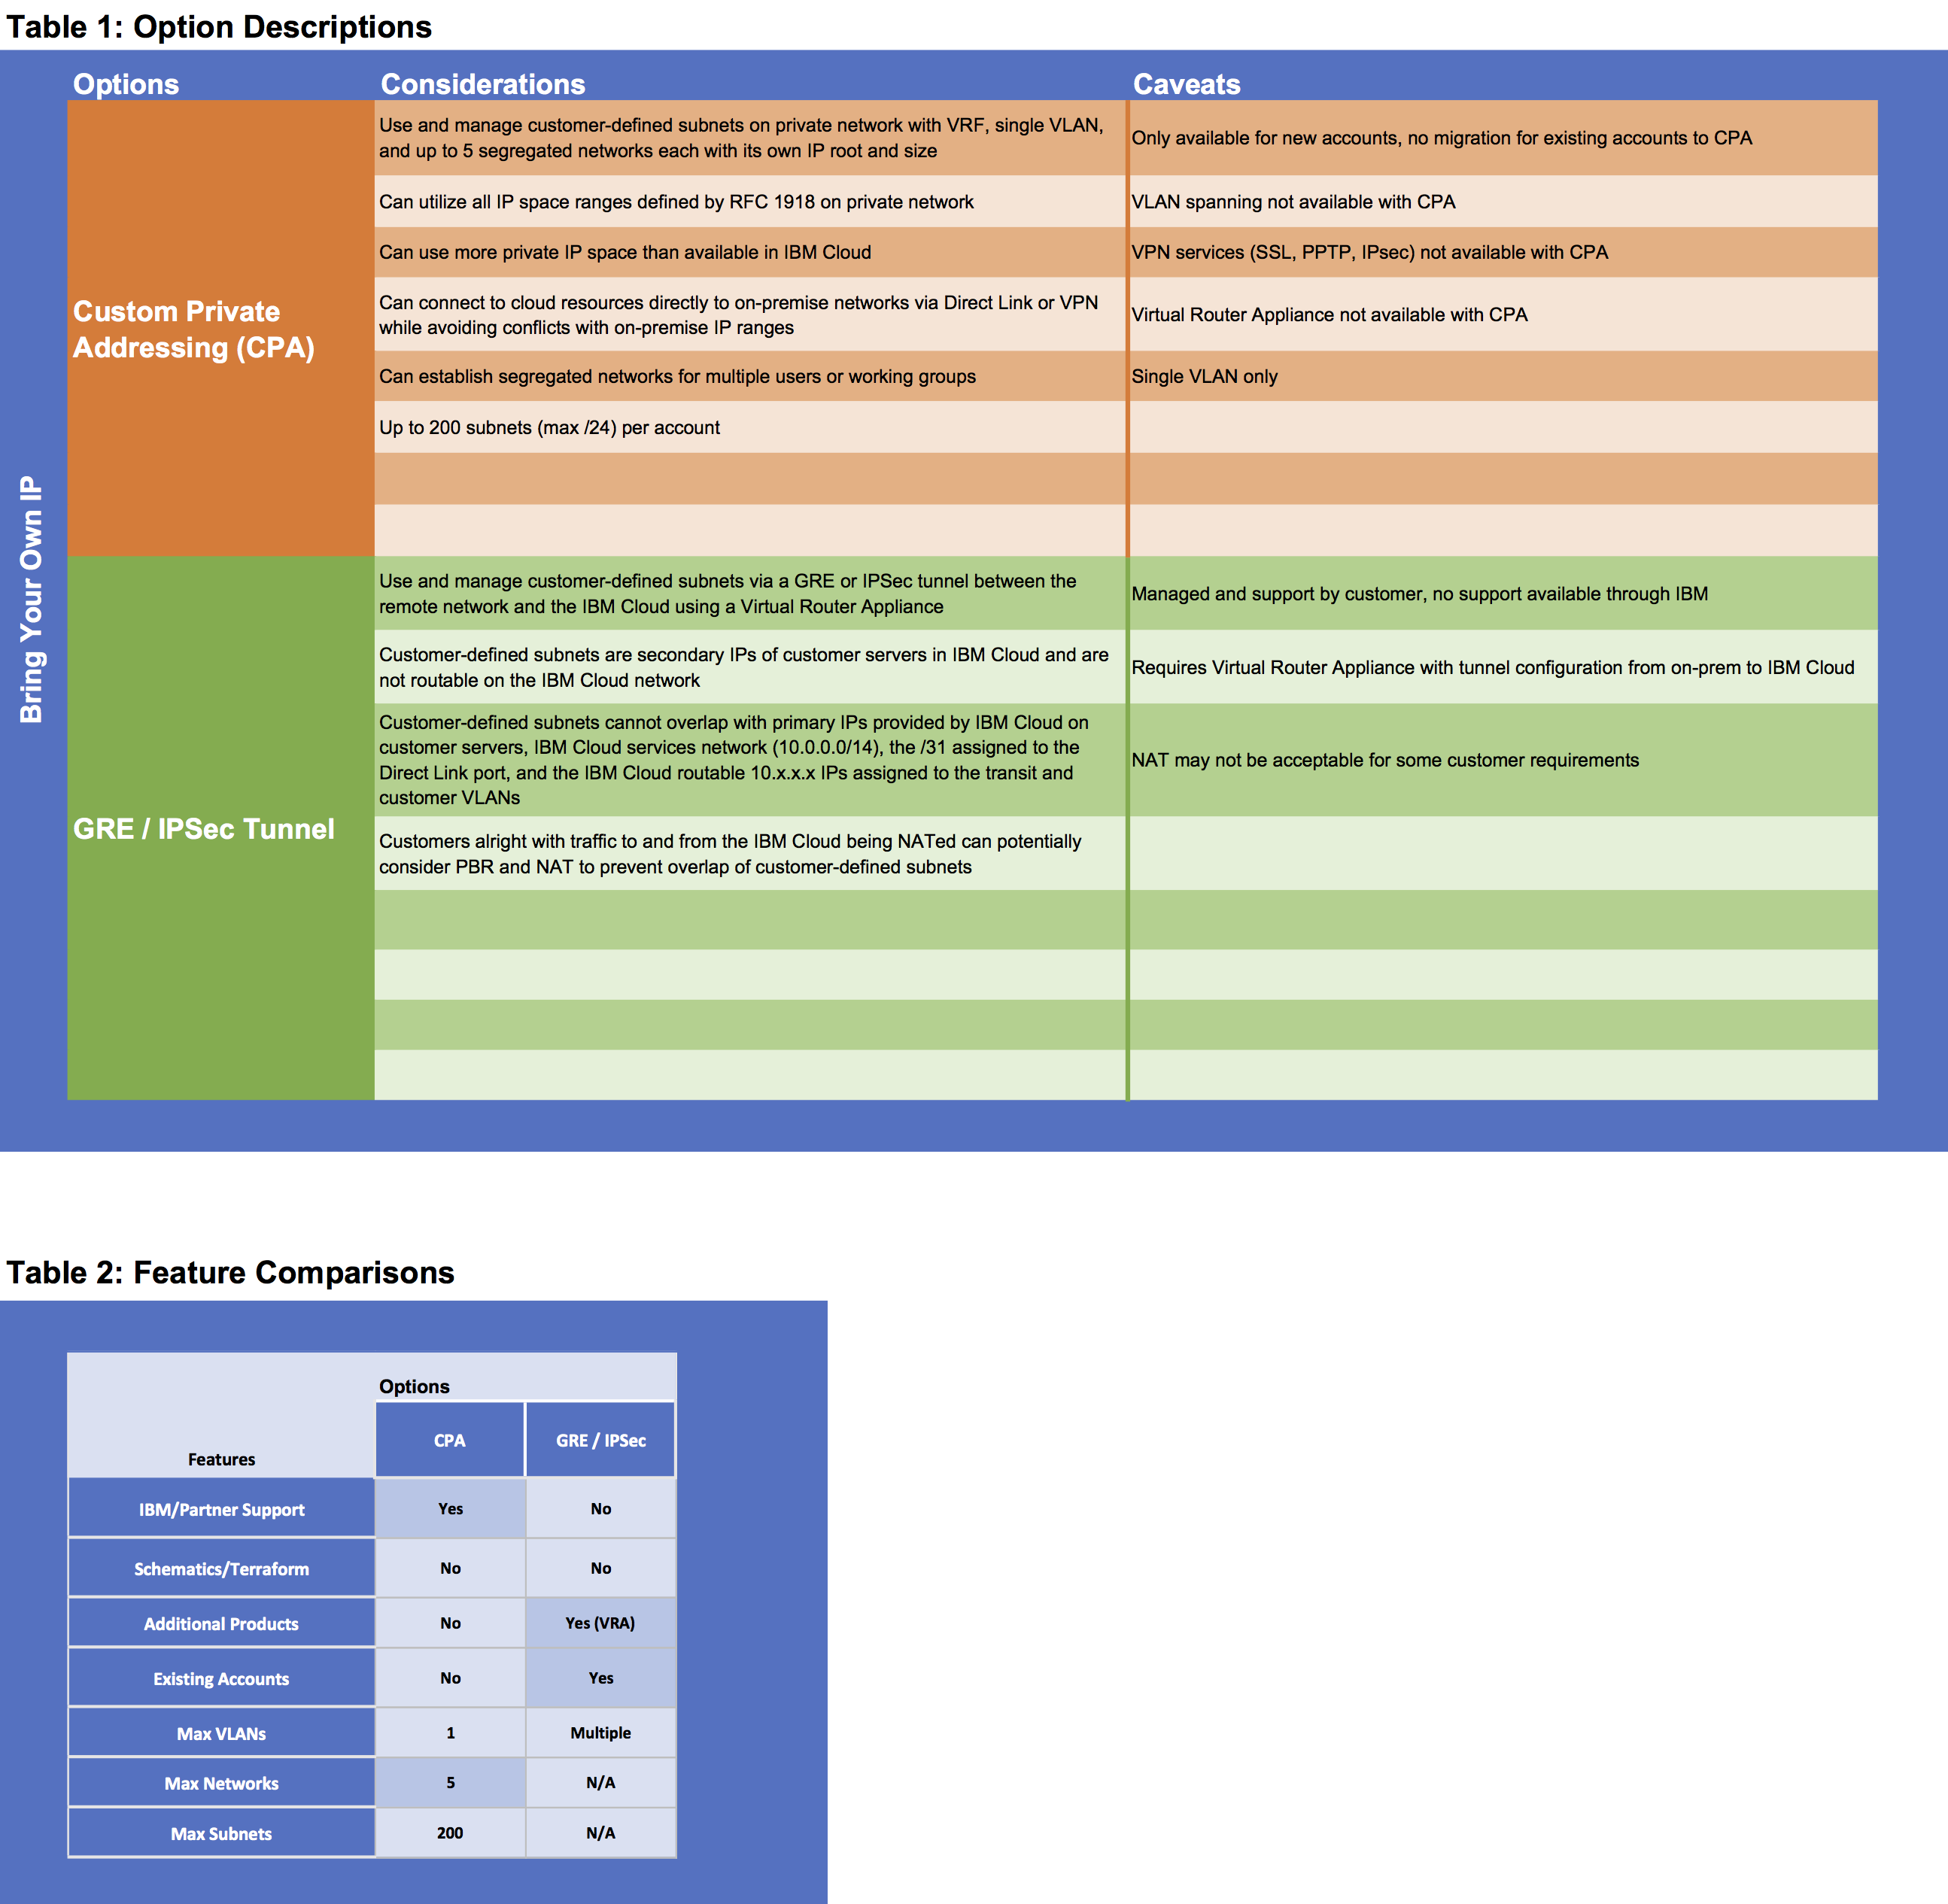 Table 1: Option Descriptions
Options
Considerations
Caveats
Bring Your Own IP
Custom Private
Addressing (CPA)
Use and manage customer-defined subnets on private network with VRF, single VLAN,
and up to 5 segregated networks each with its own IP root and size
Only available for new accounts, no migration for existing accounts to CPA
Can utilize all IP space ranges defined by RFC 1918 on private network
VLAN spanning not available with CPA
Can use more private IP space than available in IBM Cloud
VPN services (SSL, PPTP, IPsec) not available with CPA
Can connect to cloud resources directly to on-premise networks via Direct Link or VPN
while avoiding conflicts with on-premise IP ranges
Virtual Router Appliance not available with CPA
Can establish segregated networks for multiple users or working groups
Single VLAN only
Up to 200 subnets (max /24) per account
GRE / IPSec Tunnel
Use and manage customer-defined subnets via a GRE or IPSec tunnel between the
remote network and the IBM Cloud using a Virtual Router Appliance
Managed and support by customer, no support available through IBM
Customer-defined subnets are secondary IPs of customer servers in IBM Cloud and are
not routable on the IBM Cloud network
Requires Virtual Router Appliance with tunnel configuration from on-prem to IBM Cloud
Customer-defined subnets cannot overlap with primary IPs provided by IBM Cloud on
customer servers, IBM Cloud services network (10.0.0.0/14), the /31 assigned to the
Direct Link port, and the IBM Cloud routable 10.x.x.x IPs assigned to the transit and
customer VLANs
NAT may not be acceptable for some customer requirements
Customers alright with traffic to and from the IBM Cloud being NATed can potentially
consider PBR and NAT to prevent overlap of customer-defined subnets
Table 2: Feature Comparisons
Options
Features
CPA
GRE / IPSec
IBM/Partner Support
Yes
No
Schematics/Terraform
No
No
Additional Products
No
Yes (VRA)
Existing Accounts
No
Yes
Max VLANs
1
Multiple
Max Networks
5
N/A
Max Subnets
200
N/A